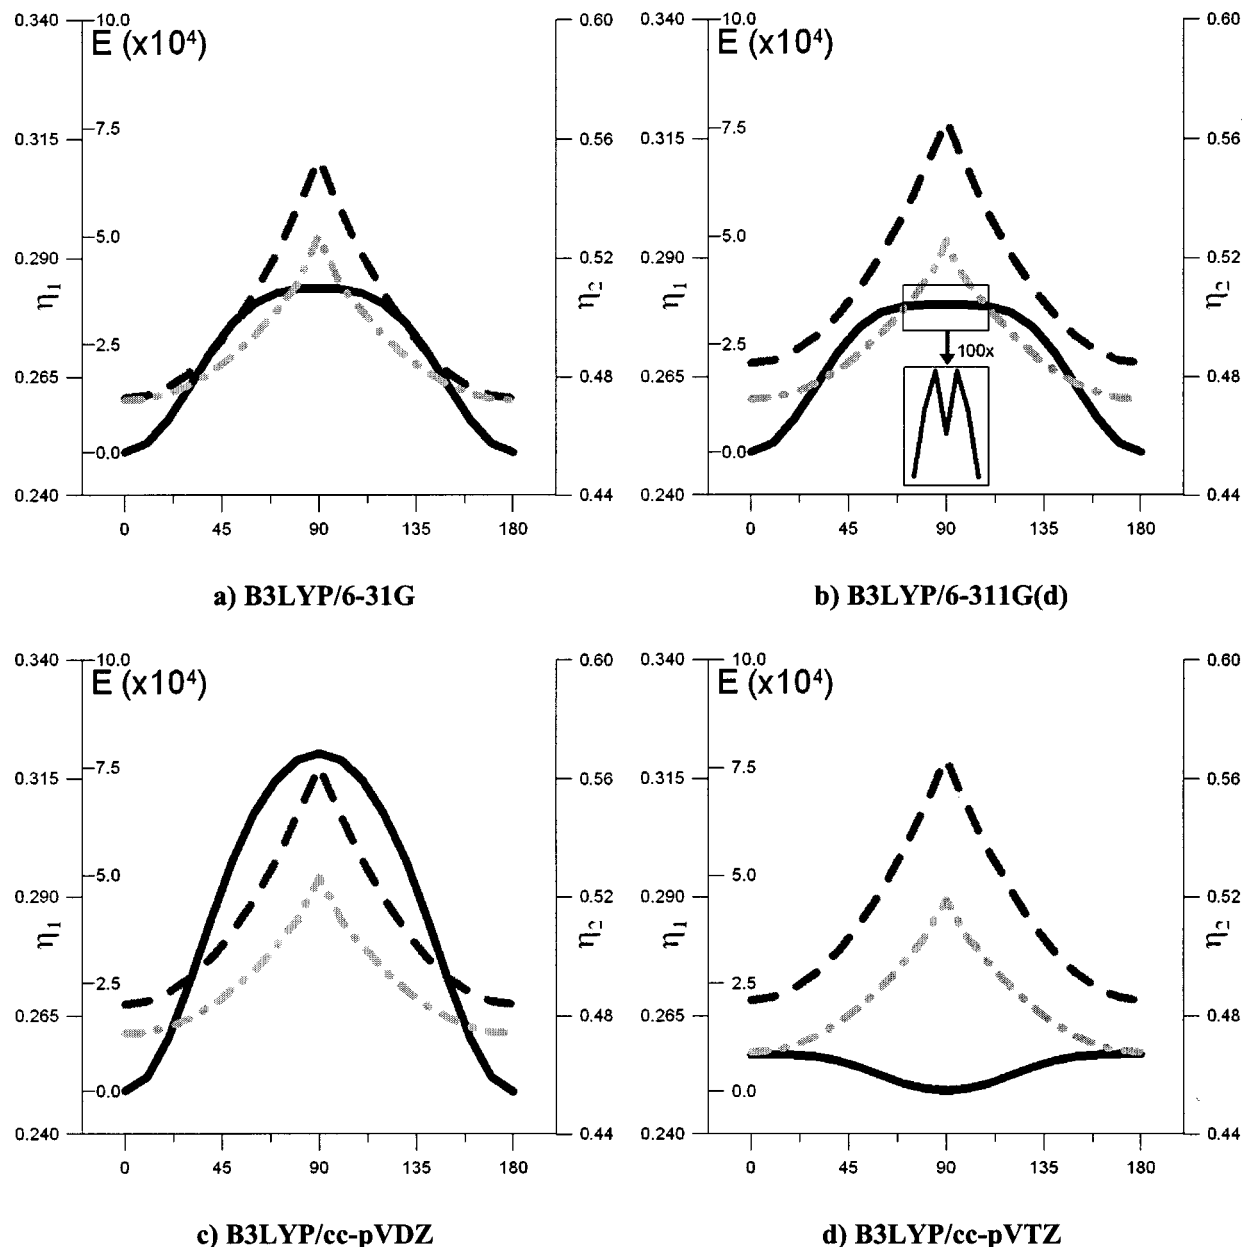 0.340 10.0 0.60 0.340 10.0 0.60
E (x10⁴) E (x10⁴)
0.315 7.5 0.56 0.315 7.5 0.56
5.0 5.0
0.290 0.52 0.290 0.52
η₁ η₂ η₁ η₂
2.5 2.5 100x
0.265 0.48 0.265 0.48
0.0 0.0
0.240 0.44 0.240 0.44
0 45 90 135 180 0 45 90 135 180
a) B3LYP/6-31G b) B3LYP/6-311G(d)
0.340 10.0 0.60 0.340 10.0 0.60
E (x10⁴) E (x10⁴)
0.315 7.5 0.56 0.315 7.5 0.56
5.0 5.0
0.290 0.52 0.290 0.52
η₁ η₂ η₁ η₂
2.5 2.5
0.265 0.48 0.265 0.48
0.0 0.0
0.240 0.44 0.240 0.44
0 45 90 135 180 0 45 90 135 180
c) B3LYP/cc-pVDZ d) B3LYP/cc-pVTZ